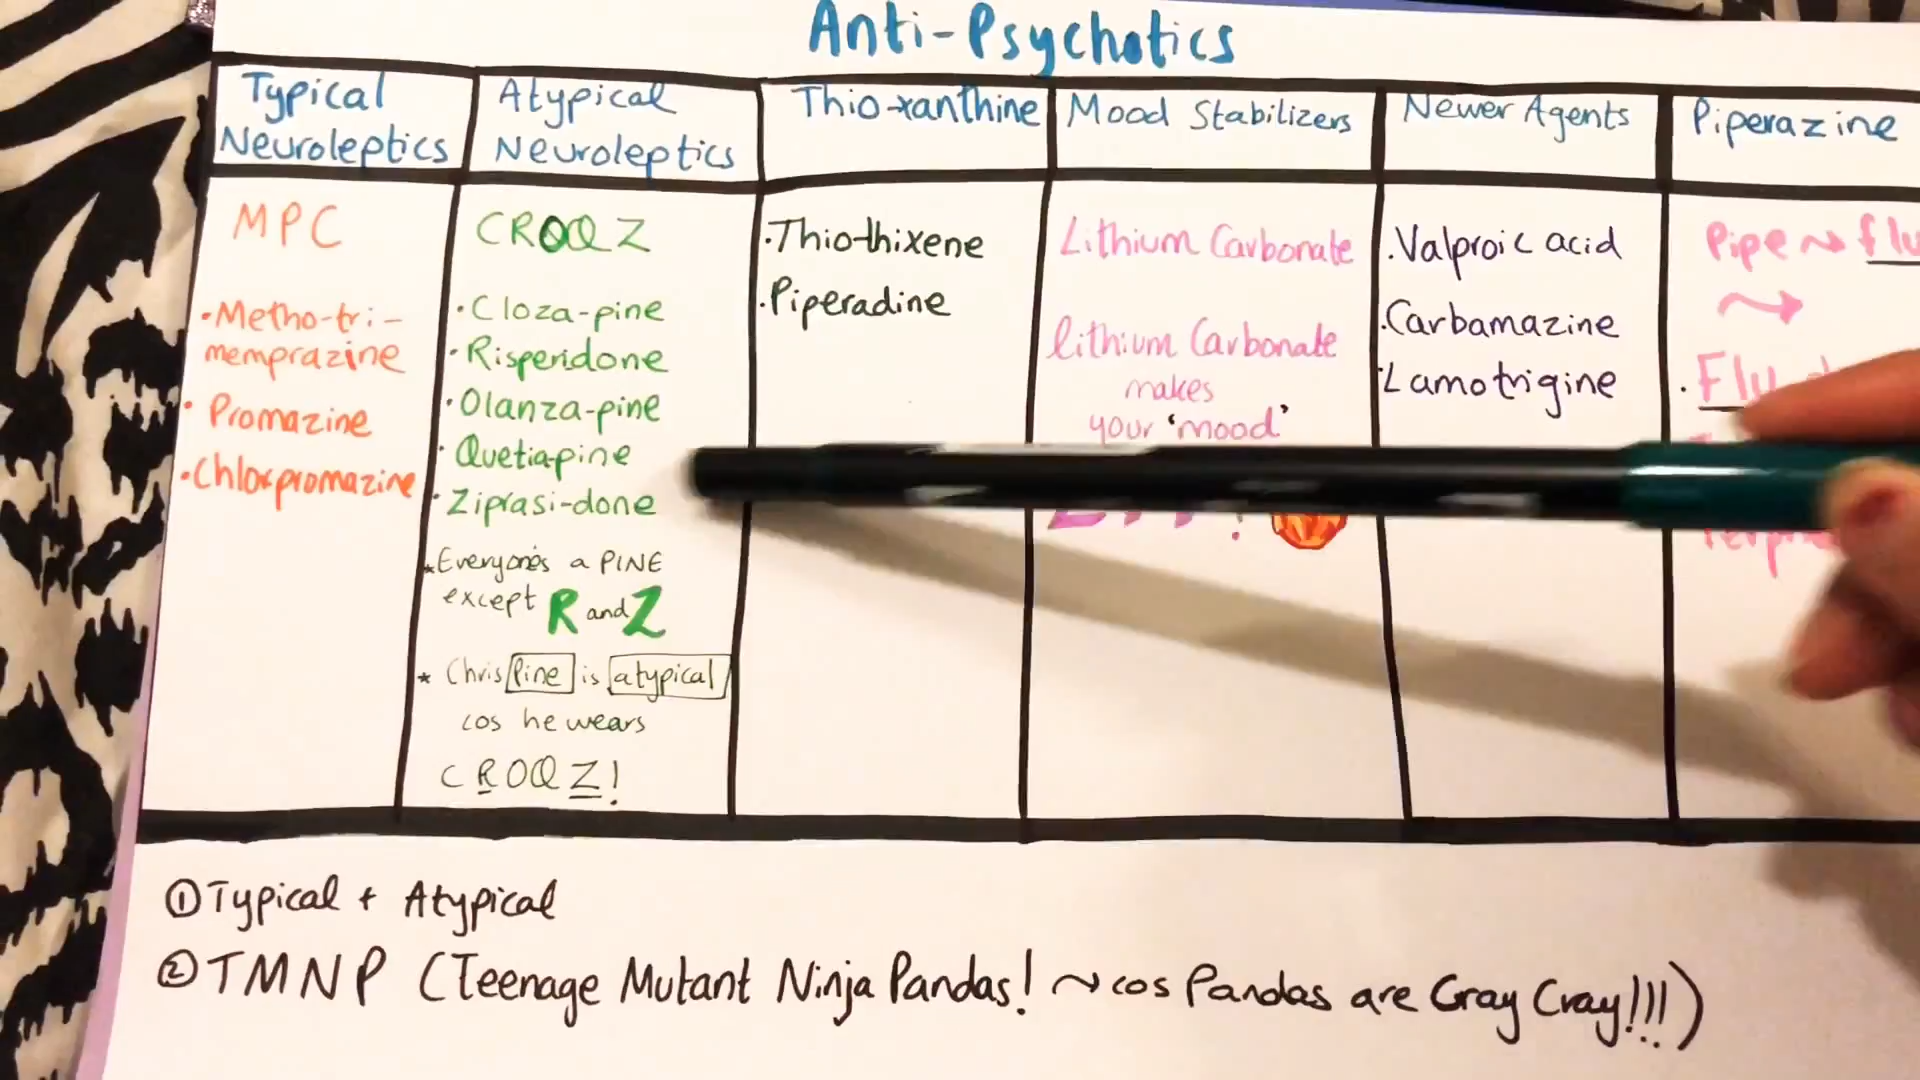 Anti-Psychotics
Typical
Neuroleptics
MPC
• Metho-tri-
memprazine
• Promazine
• Chlorpromazine
Atypical
Neuroleptics
CROQZ
• Cloza-pine
• Risperidone
• Olanza-pine
• Quetiapine
• Ziprasi-done
* Everyone's a PINE
except R and Z
* Chris Pine is atypical
cos he wears
CROQZ!
Thio-xanthine
• Thio-thixene
• Piperadine
Mood Stabilizers
Lithium Carbonate
Lithium Carbonate
makes
your 'mood'
Newer Agents
• Valproic acid
• Carbamazine
• Lamotrigine
Piperazine
Pipe ~ flu
• Flu
① Typical + Atypical
② TMNP (Teenage Mutant Ninja Pandas! ~ cos Pandas are Cray Cray!!!)